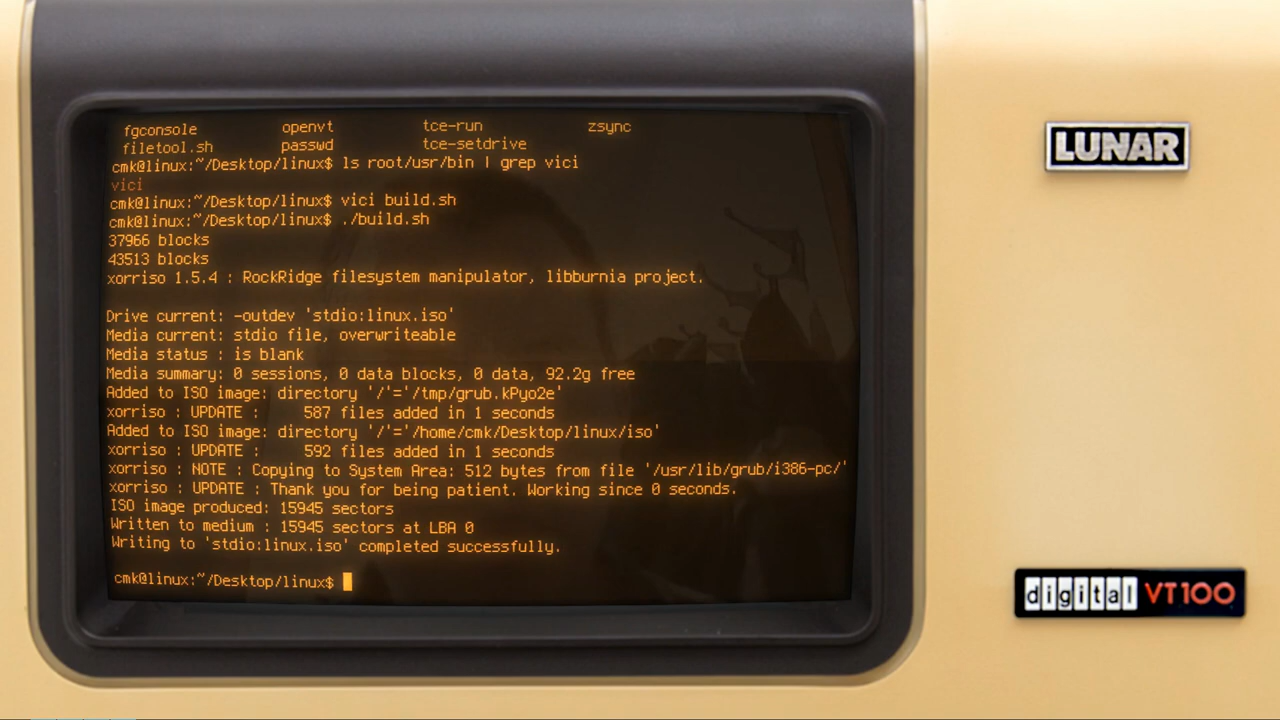 fgconsole openvt tce-run zsync
filetool.sh passwd tce-setdrive
cmk@linux:~/Desktop/linux$ ls root/usr/bin | grep vici
vici
cmk@linux:~/Desktop/linux$ vici build.sh
cmk@linux:~/Desktop/linux$ ./build.sh
37966 blocks
43513 blocks
xorriso 1.5.4 : RockRidge filesystem manipulator, libburnia project.
Drive current: -outdev 'stdio:linux.iso'
Media current: stdio file, overwriteable
Media status : is blank
Media summary: 0 sessions, 0 data blocks, 0 data, 92.2g free
Added to ISO image: directory '/'='/tmp/grub.kPyo2e'
xorriso : UPDATE : 587 files added in 1 seconds
Added to ISO image: directory '/'='/home/cmk/Desktop/linux/iso'
xorriso : UPDATE : 592 files added in 1 seconds
xorriso : NOTE : Copying to System Area: 512 bytes from file '/usr/lib/grub/i386-pc/'
xorriso : UPDATE : Thank you for being patient. Working since 0 seconds.
ISO image produced: 15945 sectors
Written to medium : 15945 sectors at LBA 0
Writing to 'stdio:linux.iso' completed successfully.
cmk@linux:~/Desktop/linux$
LUNAR
digital VT100